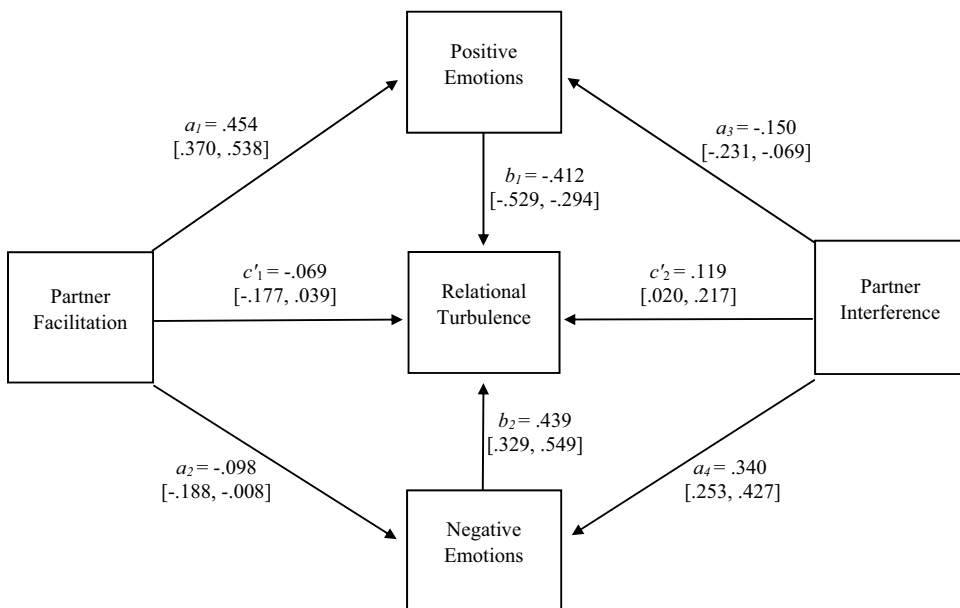 Positive
Emotions
a1 = .454
[.370, .538]
a3 = -.150
[-.231, -.069]
b1 = -.412
[-.529, -.294]
Partner
Facilitation
c'1 = -.069
[-.177, .039]
Relational
Turbulence
c'2 = .119
[.020, .217]
Partner
Interference
b2 = .439
[.329, .549]
a2 = -.098
[-.188, -.008]
a4 = .340
[.253, .427]
Negative
Emotions